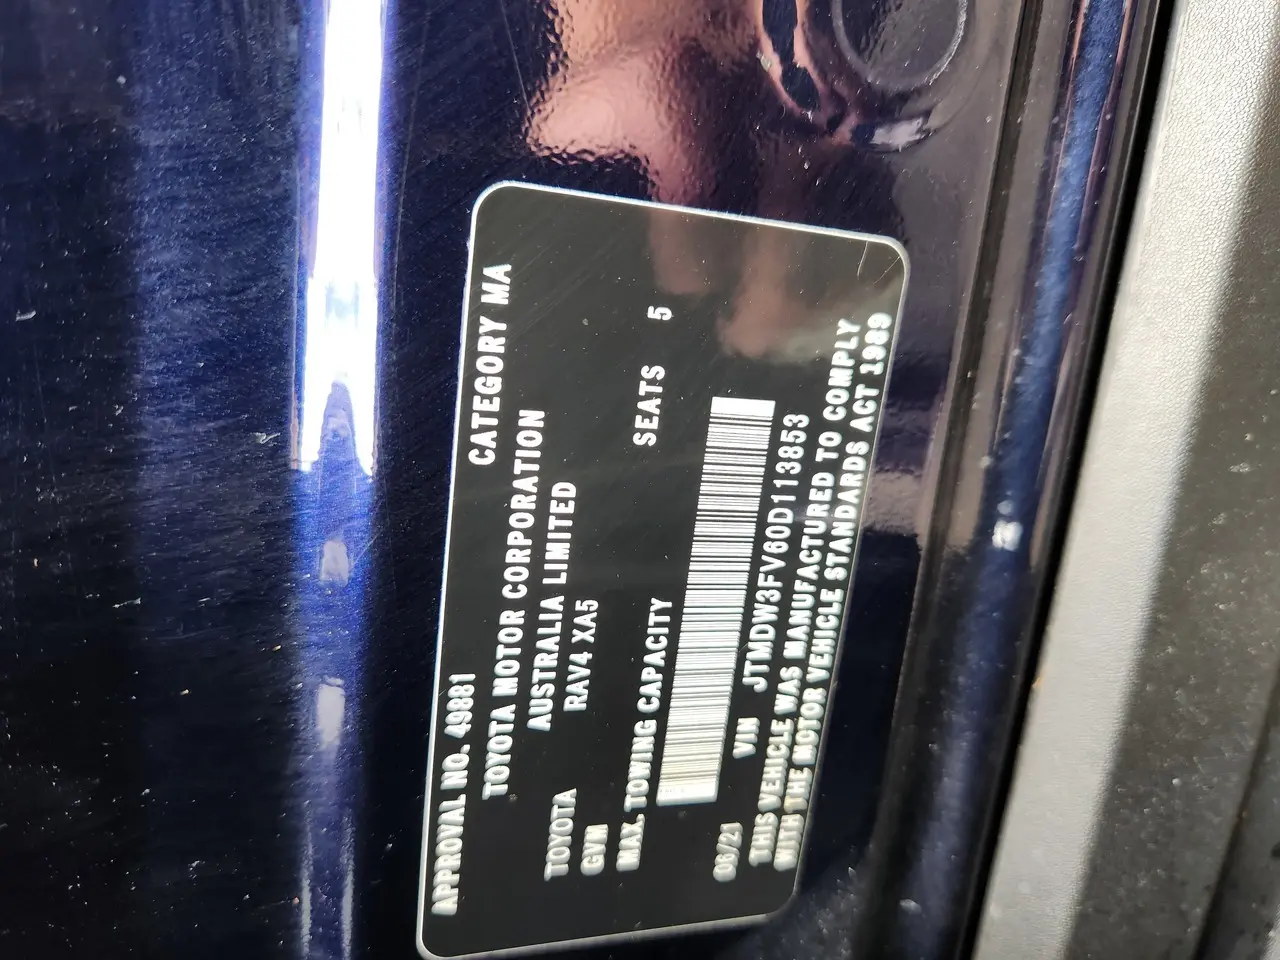 APPROVAL NO. 49881 CATEGORY MA
TOYOTA MOTOR CORPORATION
AUSTRALIA LIMITED
TOYOTA RAV4 XA5
GVM
MAX. TOWING CAPACITY SEATS 5
06/21 VIN JTMDW3FV60D113853
THIS VEHICLE WAS MANUFACTURED TO COMPLY
WITH THE MOTOR VEHICLE STANDARDS ACT 1989